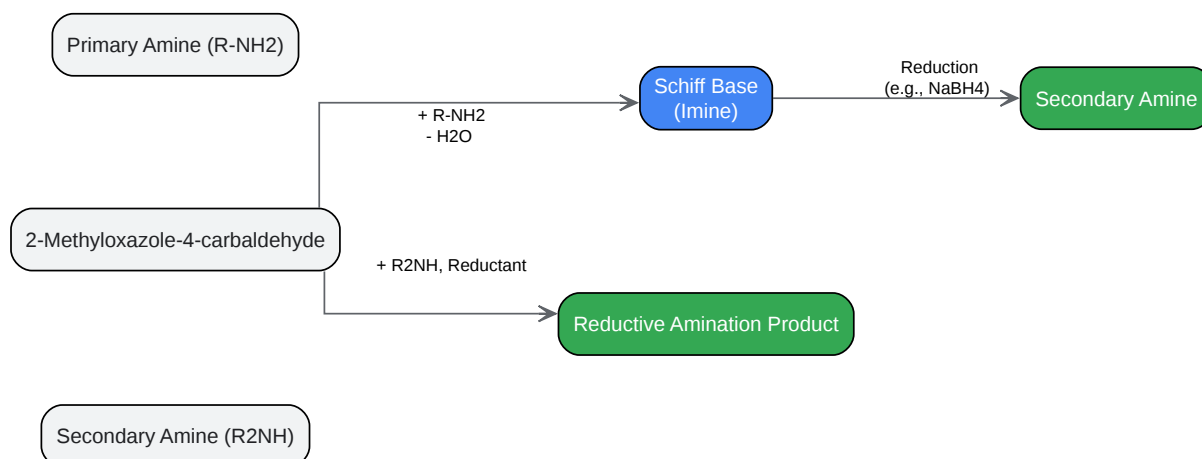 Primary Amine (R-NH2)
Schiff Base
(Imine)
Reduction
(e.g., NaBH4)
Secondary Amine
+ R-NH2
- H2O
2-Methyloxazole-4-carbaldehyde
+ R2NH, Reductant
Reductive Amination Product
Secondary Amine (R2NH)